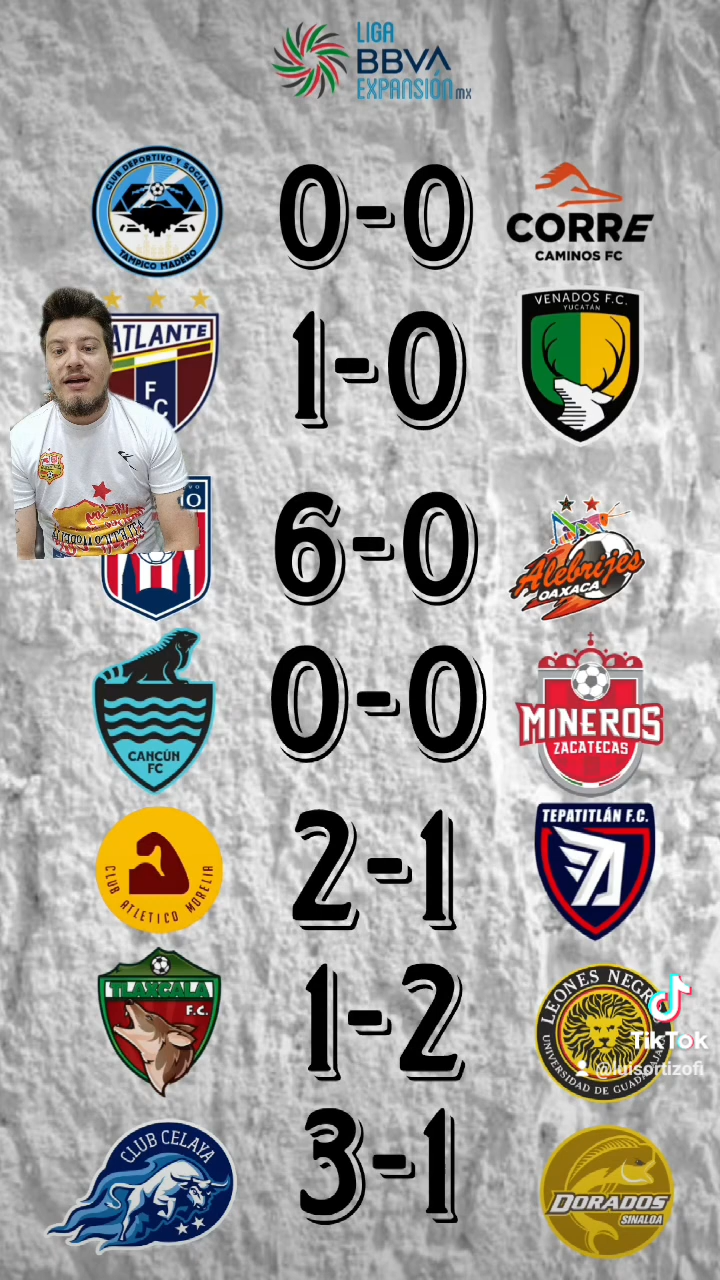 LIGA
BBVA
EXPANSIÓN MX
CLUB DEPORTIVO Y SOCIAL
TAMPICO MADERO
0-0
CORRE
CAMINOS FC
ATLANTE
F
C
1-0
VENADOS F.C.
YUCATÁN
6-0
Alebrijes
OAXACA
CANCÚN
FC
0-0
MINEROS
ZACATECAS
CLUB ATLETICO MORELIA
2-1
TEPATITLÁN F.C.
TLAXCALA
F.C.
1-2
LEONES NEGR
UNIVERSIDAD DE GUADALAJARA
TikTok
@luisortizofi
CLUB CELAYA
3-1
DORADOS
SINALOA